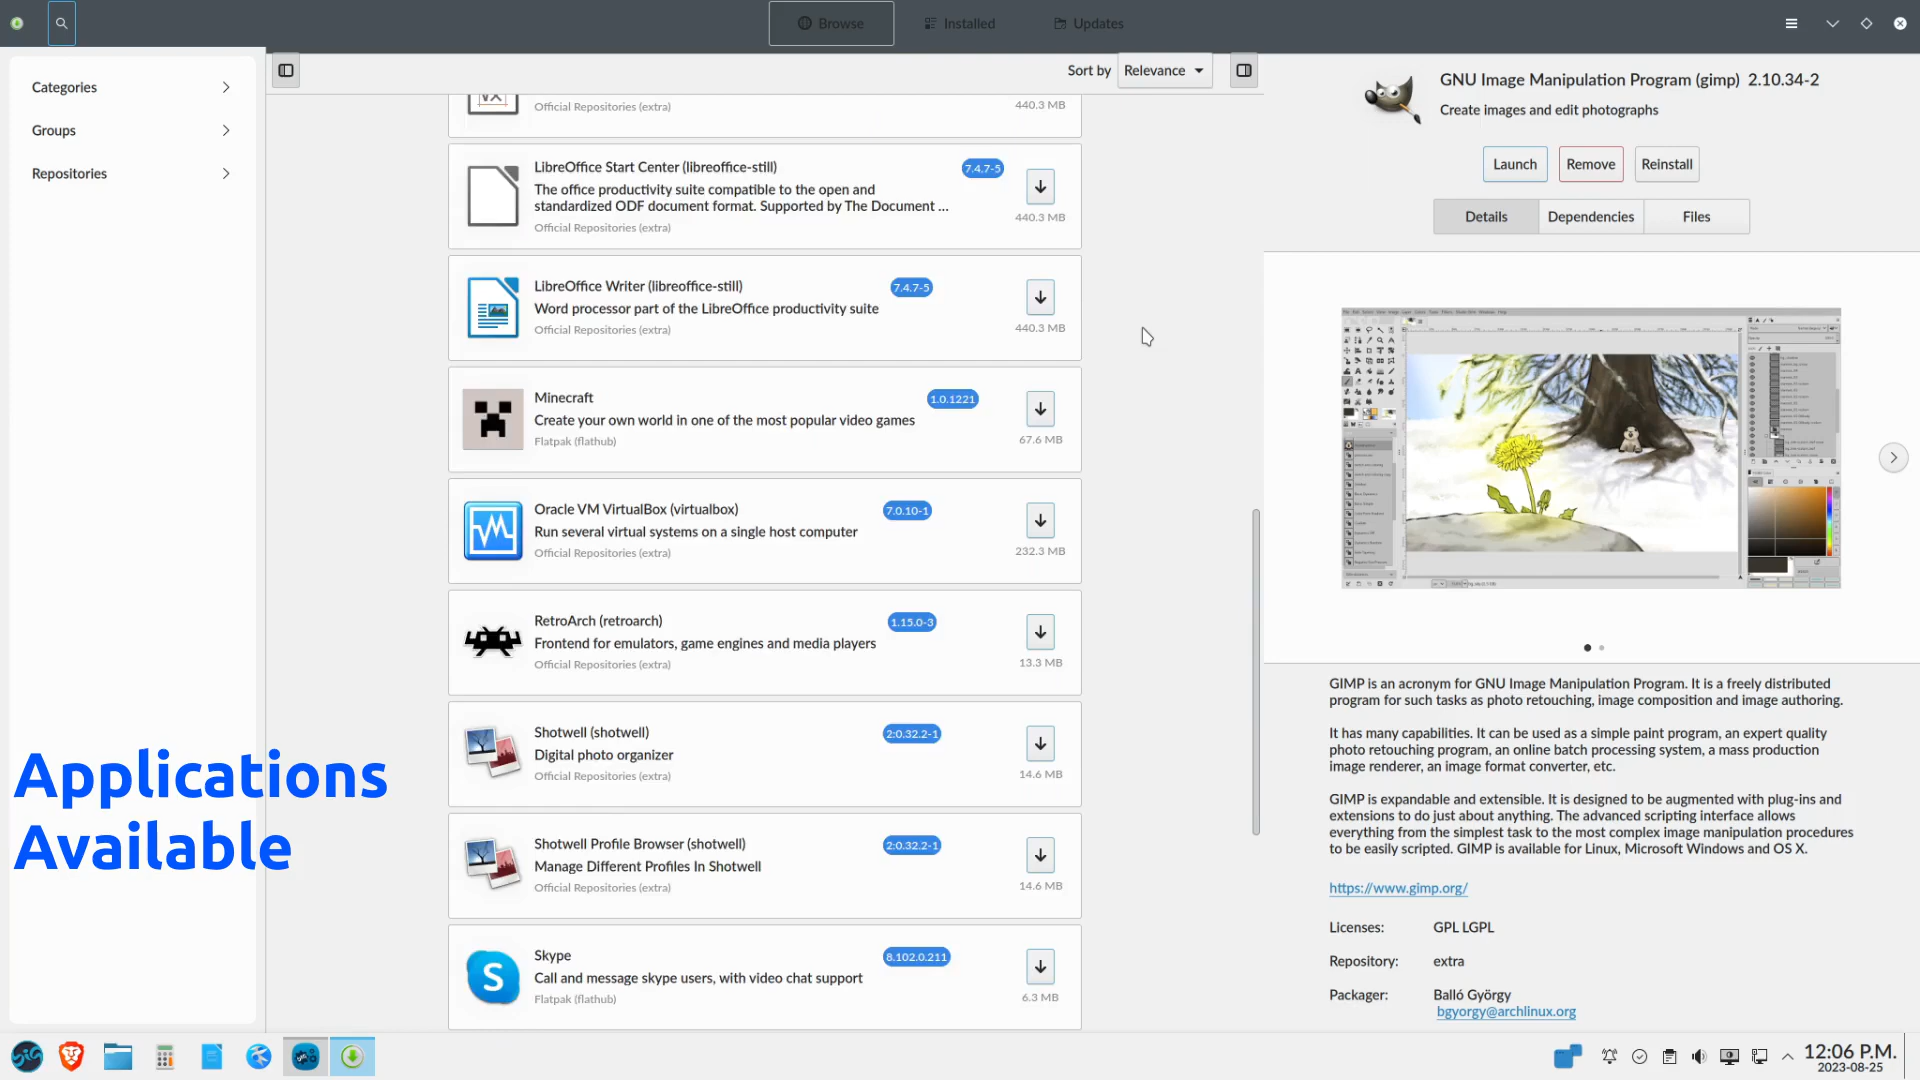 Browse
Installed
Updates
Categories
Groups
Repositories
Sort by
Relevance
Official Repositories (extra)
440.3 MB
LibreOffice Start Center (libreoffice-still)
7.4.7-5
The office productivity suite compatible to the open and
standardized ODF document format. Supported by The Document ...
Official Repositories (extra)
440.3 MB
LibreOffice Writer (libreoffice-still)
7.4.7-5
Word processor part of the LibreOffice productivity suite
Official Repositories (extra)
440.3 MB
Minecraft
1.0.1221
Create your own world in one of the most popular video games
Flatpak (flathub)
67.6 MB
Oracle VM VirtualBox (virtualbox)
7.0.10-1
Run several virtual systems on a single host computer
Official Repositories (extra)
232.3 MB
RetroArch (retroarch)
1.15.0-3
Frontend for emulators, game engines and media players
Official Repositories (extra)
13.3 MB
Shotwell (shotwell)
2:0.32.2-1
Digital photo organizer
Official Repositories (extra)
14.6 MB
Shotwell Profile Browser (shotwell)
2:0.32.2-1
Manage Different Profiles In Shotwell
Official Repositories (extra)
14.6 MB
Skype
8.102.0.211
Call and message skype users, with video chat support
Flatpak (flathub)
6.3 MB
Applications
Available
GNU Image Manipulation Program (gimp) 2.10.34-2
Create images and edit photographs
Launch
Remove
Reinstall
Details
Dependencies
Files
GIMP is an acronym for GNU Image Manipulation Program. It is a freely distributed
program for such tasks as photo retouching, image composition and image authoring.
It has many capabilities. It can be used as a simple paint program, an expert quality
photo retouching program, an online batch processing system, a mass production
image renderer, an image format converter, etc.
GIMP is expandable and extensible. It is designed to be augmented with plug-ins and
extensions to do just about anything. The advanced scripting interface allows
everything from the simplest task to the most complex image manipulation procedures
to be easily scripted. GIMP is available for Linux, Microsoft Windows and OS X.
https://www.gimp.org/
Licenses: GPL LGPL
Repository: extra
Packager: Balló György
bgyorgy@archlinux.org
12:06 P.M.
2023-08-25